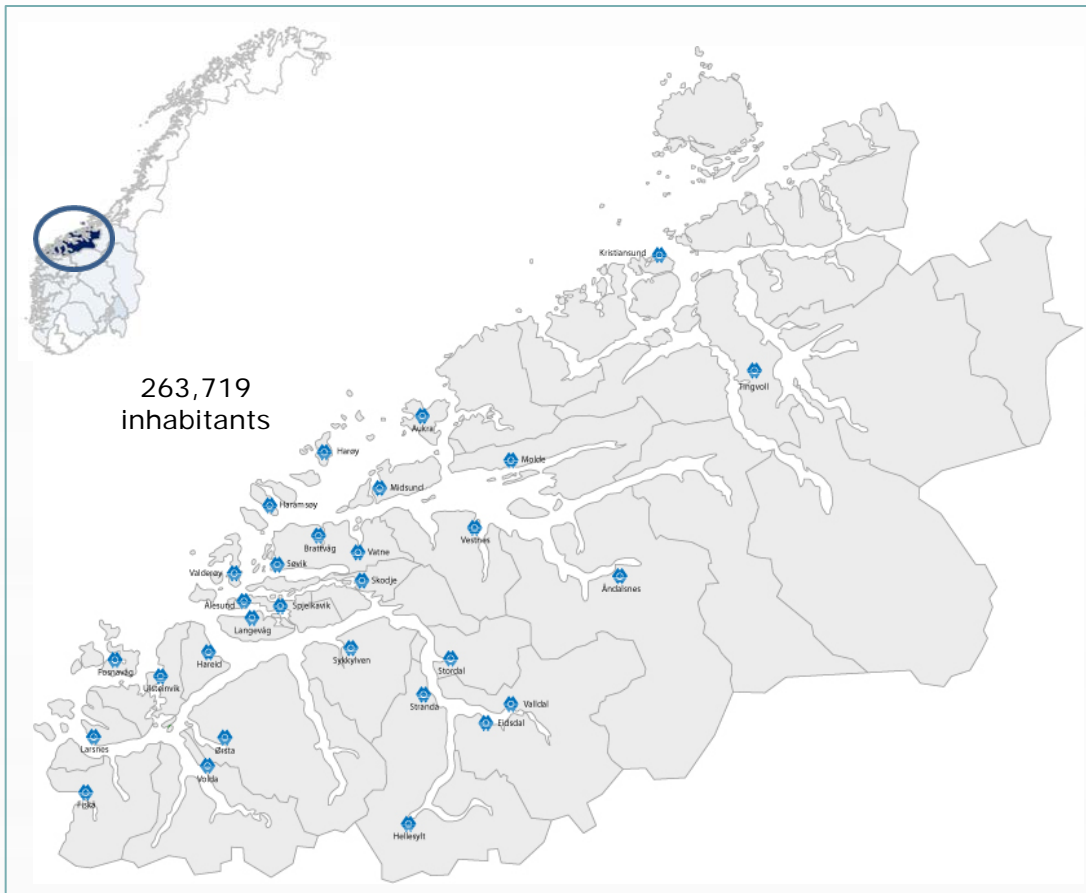 Kristiansund
Tingvoll
263,719
inhabitants
Aukra
Harøy
Molde
Midsund
Haramsøy
Vestnes
Brattvåg
Vatne
Søvik
Valderøy
Skodje
Åndalsnes
Ålesund
Spjelkavik
Langevåg
Hareid
Sykkylven
Fosnavåg
Stordal
Ulsteinvik
Stranda
Valldal
Eidsdal
Larsnes
Ørsta
Volda
Fiskå
Hellesylt